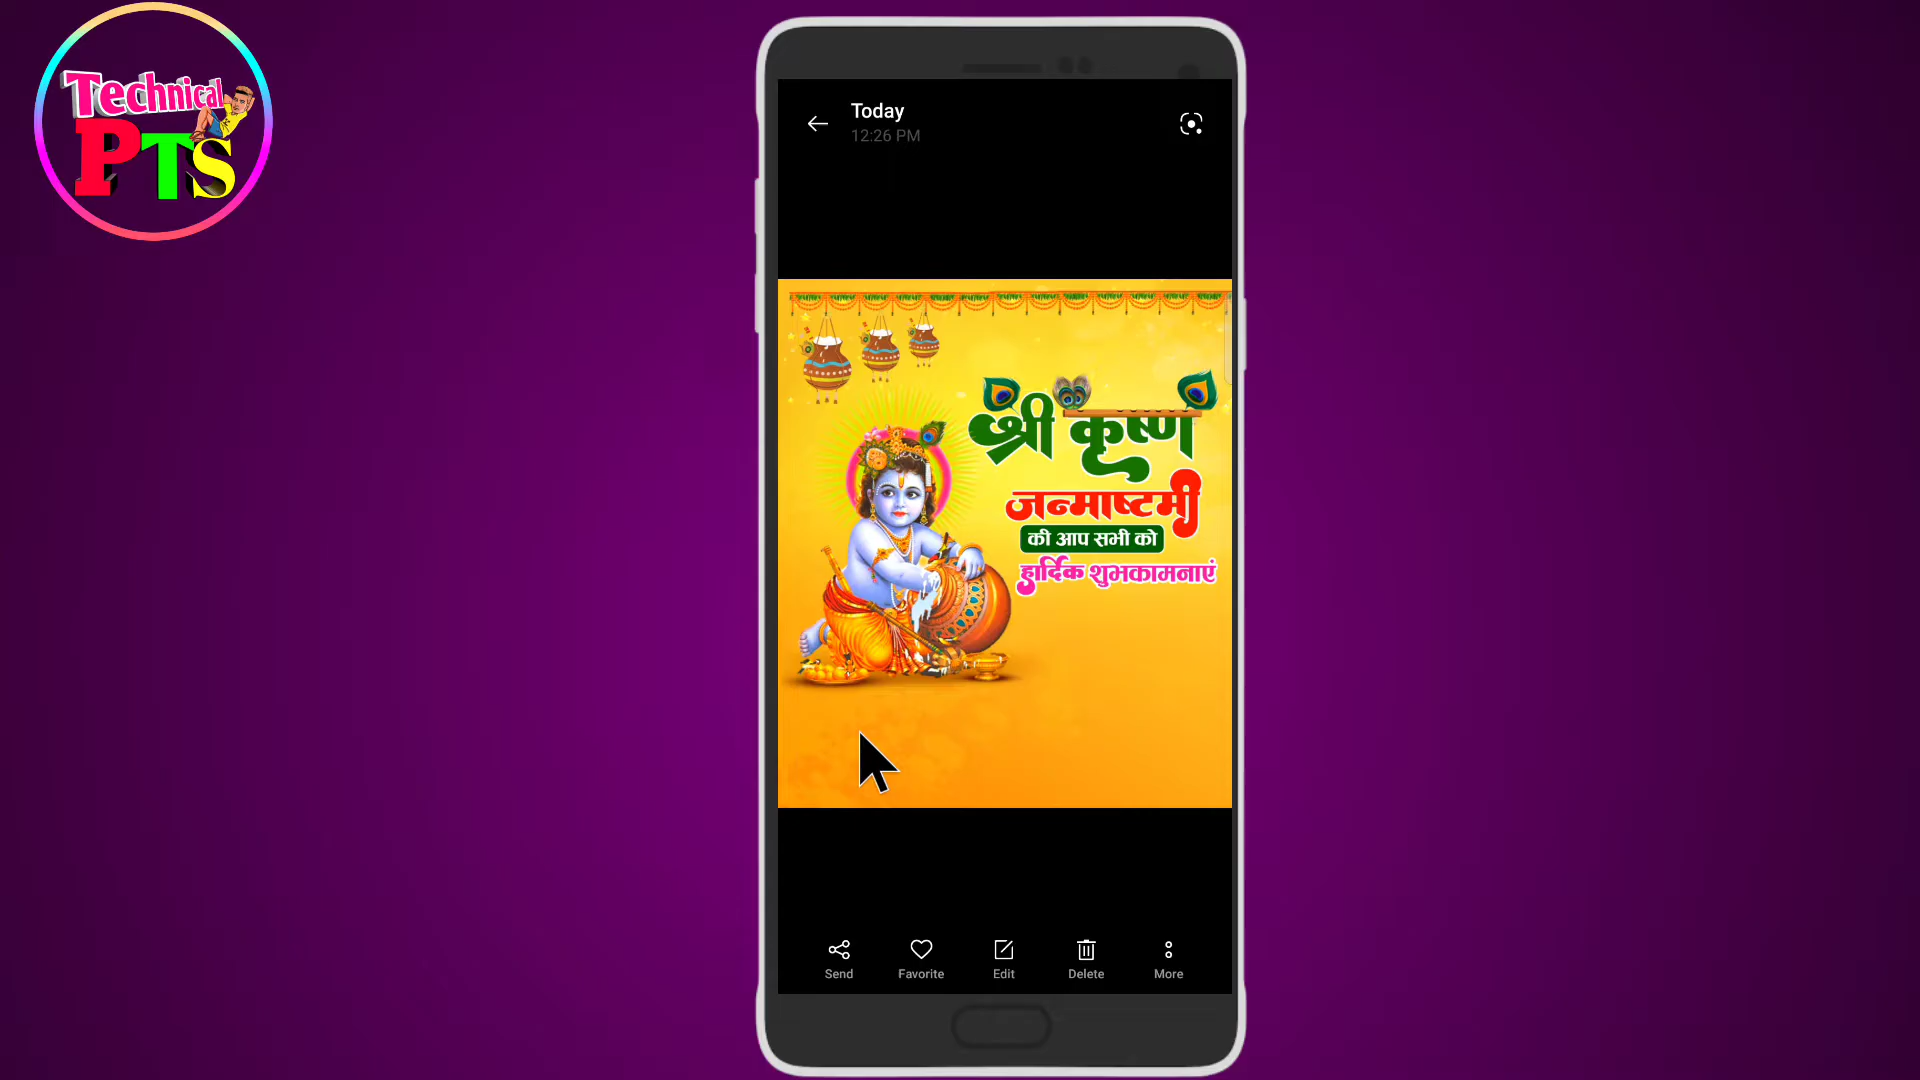 Technical
PTS
Today
12:26 PM
श्री कृष्ण
जन्माष्टमी
की आप सभी को
हार्दिक शुभकामनाएं
Send Favorite Edit Delete More